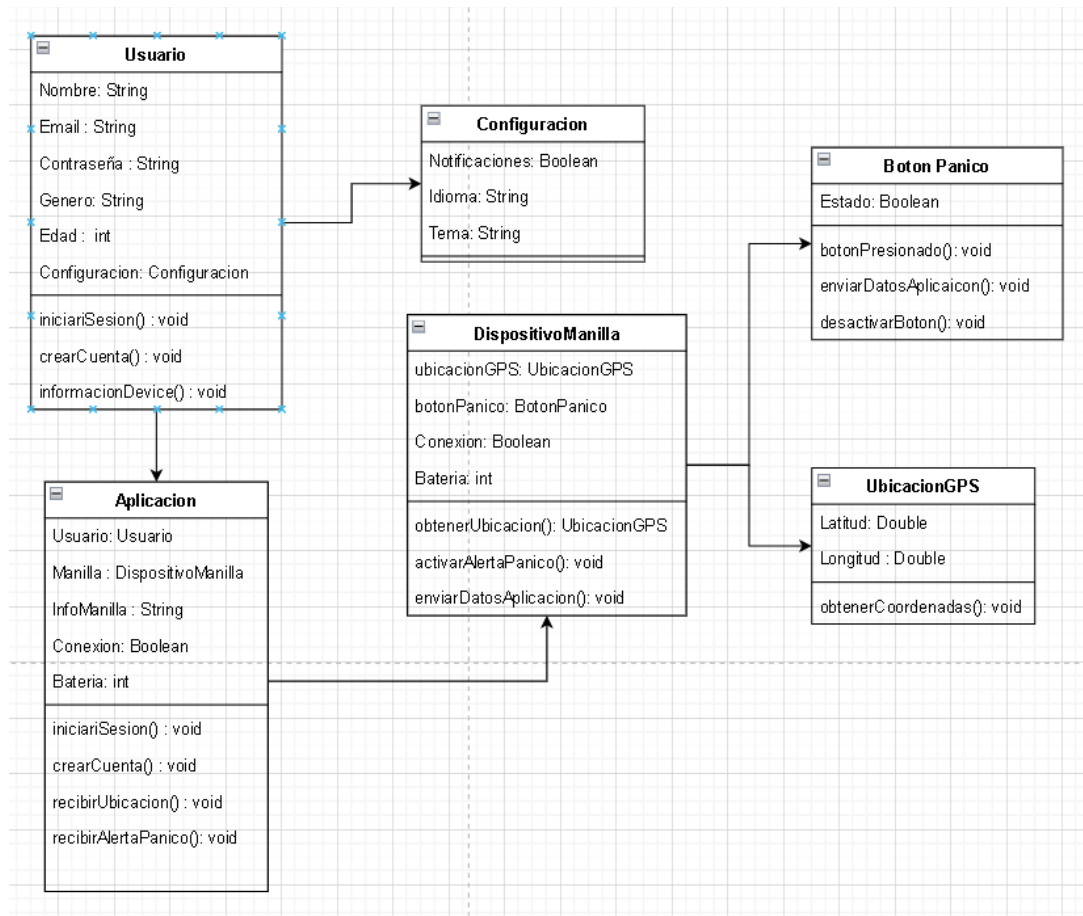 Usuario
Nombre: String
Email : String
Contraseña : String
Genero: String
Edad :  int
Configuracion: Configuracion
iniciariSesion() : void
crearCuenta() : void
informacionDevice() : void
Configuracion
Notificaciones: Boolean
Idioma: String
Tema: String
Boton Panico
Estado: Boolean
botonPresionado(): void
enviarDatosAplicaicon(): void
desactivarBoton(): void
DispositivoManilla
ubicacionGPS: UbicacionGPS
botonPanico: BotonPanico
Conexion: Boolean
Bateria: int
obtenerUbicacion(): UbicacionGPS
activarAlertaPanico(): void
enviarDatosAplicacion(): void
UbicacionGPS
Latitud: Double
Longitud : Double
obtenerCoordenadas(): void
Aplicacion
Usuario: Usuario
Manilla : DispositivoManilla
InfoManilla : String
Conexion: Boolean
Bateria: int
iniciariSesion() : void
crearCuenta() : void
recibirUbicacion() : void
recibirAlertaPanico(): void